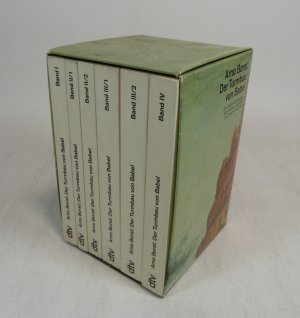 Band I
Arno Borst: Der Turmbau von Babel
dtv
Band II/1
Arno Borst: Der Turmbau von Babel
dtv
Band II/2
Arno Borst: Der Turmbau von Babel
dtv
Band III/1
Arno Borst: Der Turmbau von Babel
dtv
Band III/2
Arno Borst: Der Turmbau von Babel
dtv
Band IV
Arno Borst: Der Turmbau von Babel
dtv
Arno Borst:
Der Turmbau
von Babel